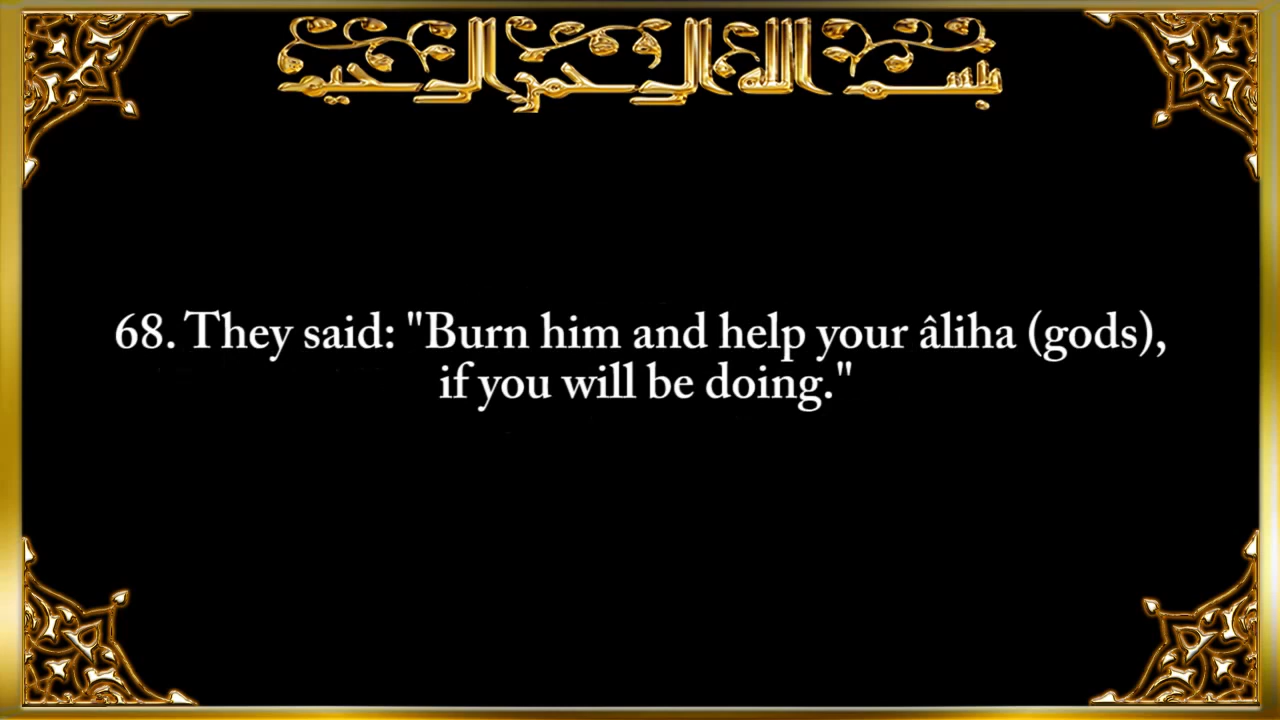 بسم الله الرحمن الرحيم
68. They said: "Burn him and help your âliha (gods),
if you will be doing."